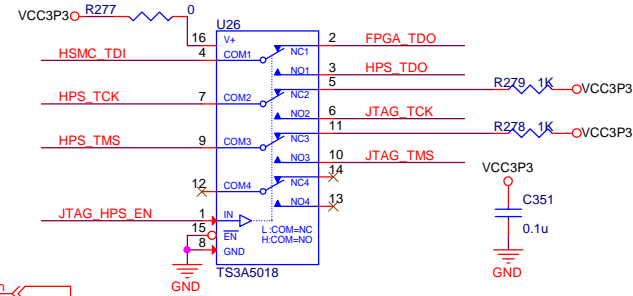 VCC3P3 R277 0
U26
16 V+ NC1 2 FPGA_TDO
HSMC_TDI 4 COM1
NO1 3 HPS_TDO
NC2 5 R279 1K VCC3P3
HPS_TCK 7 COM2
NO2 6 JTAG_TCK
NC3 11 R278 1K VCC3P3
HPS_TMS 9 COM3
NO3 10 JTAG_TMS
NC4 14
12 COM4
NO4 13
JTAG_HPS_EN 1 IN
15 EN
8 GND
L :COM=NC
H:COM=NO
TS3A5018
GND
VCC3P3
C351
0.1u
GND
n